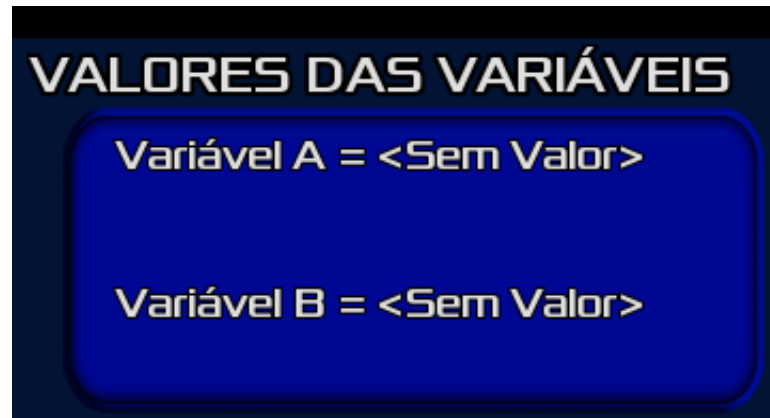 VALORES DAS VARIÁVEIS
Variável A = <Sem Valor>
Variável B = <Sem Valor>